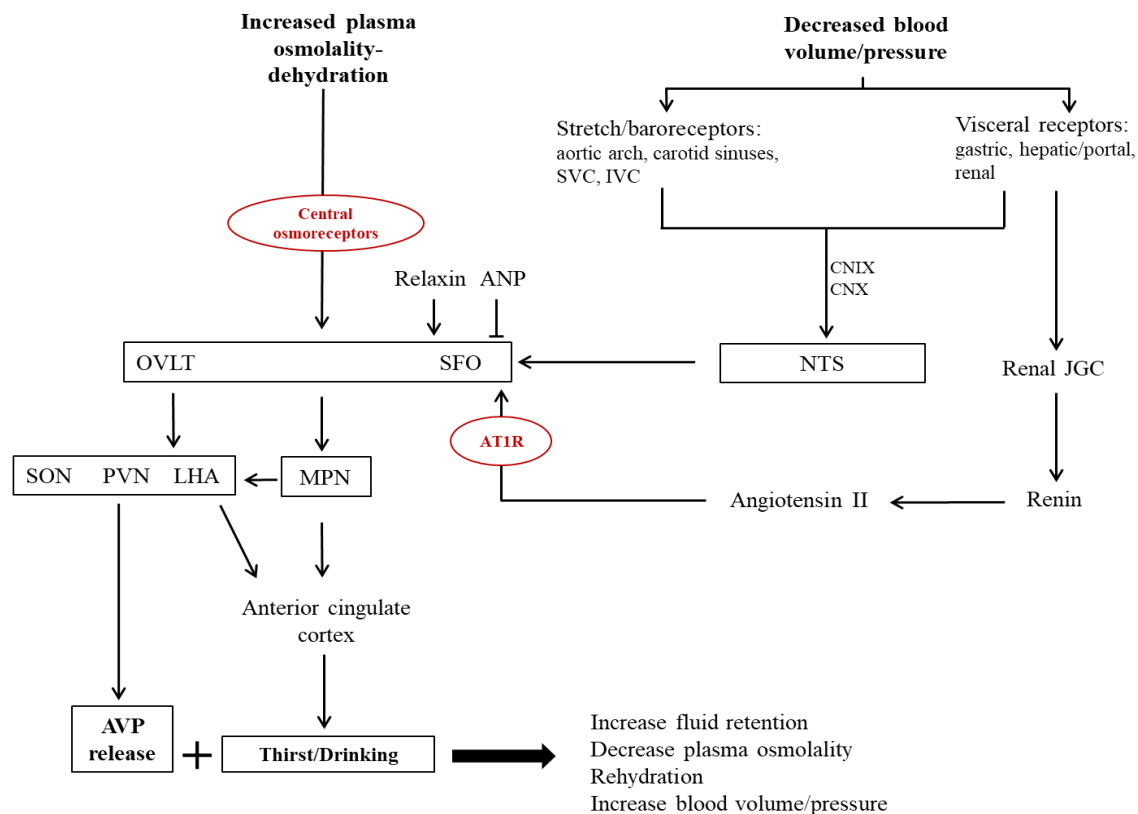 Increased plasma
osmolality-
dehydration
Decreased blood
volume/pressure
Stretch/baroreceptors:
aortic arch, carotid sinuses,
SVC, IVC
Visceral receptors:
gastric, hepatic/portal,
renal
Central
osmoreceptors
CNIX
CNX
Relaxin ANP
OVLT SFO
NTS
Renal JGC
AT1R
SON PVN LHA
MPN
Angiotensin II
Renin
Anterior cingulate
cortex
AVP
release
+
Thirst/Drinking
Increase fluid retention
Decrease plasma osmolality
Rehydration
Increase blood volume/pressure